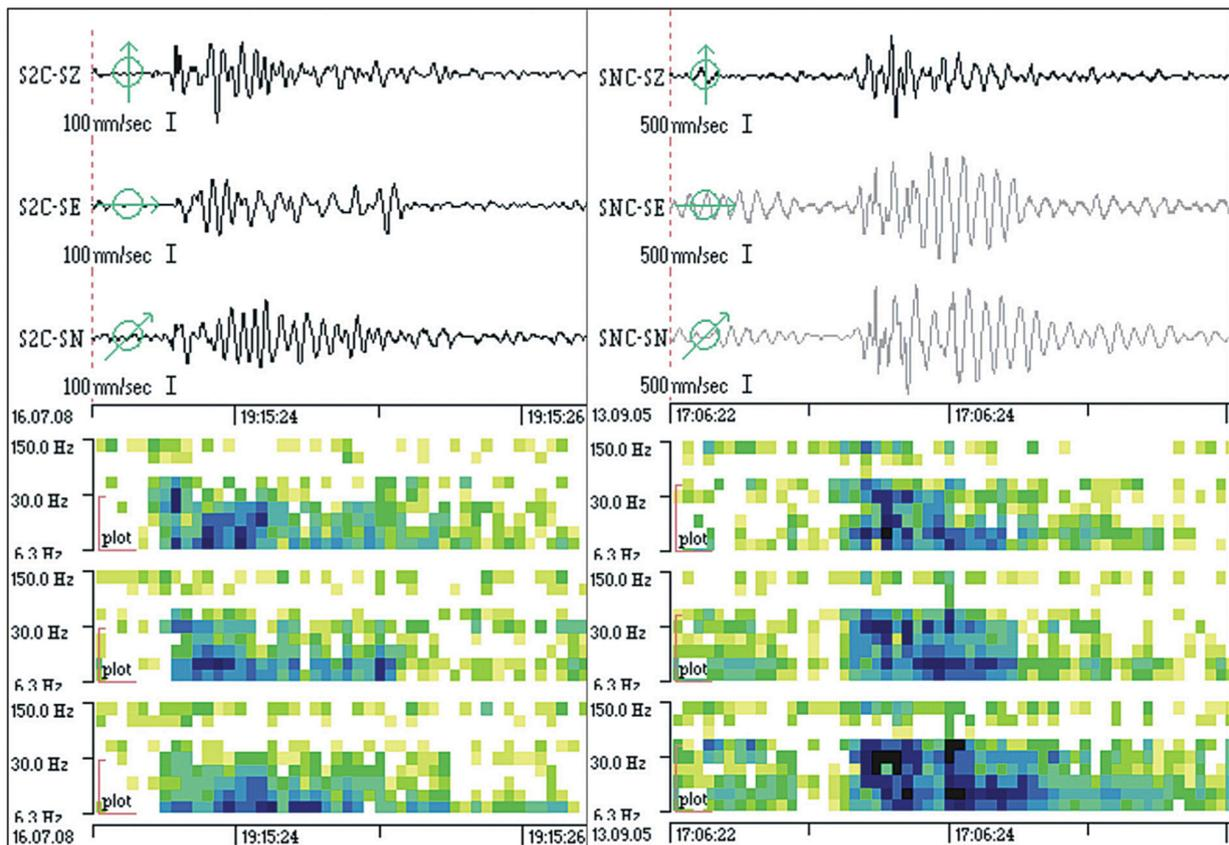 S2C-SZ
100 mm/sec I
S2C-SE
100 mm/sec I
S2C-SN
100 mm/sec I
16.07.08 19:15:24 19:15:26
150.0 Hz
30.0 Hz
plot
6.3 Hz
150.0 Hz
30.0 Hz
plot
6.3 Hz
150.0 Hz
30.0 Hz
plot
6.3 Hz
16.07.08 19:15:24 19:15:26
SNC-SZ
500 mm/sec I
SNC-SE
500 mm/sec I
SNC-SN
500 mm/sec I
13.09.05 17:06:22 17:06:24
150.0 Hz
30.0 Hz
plot
6.3 Hz
150.0 Hz
30.0 Hz
plot
6.3 Hz
150.0 Hz
30.0 Hz
plot
6.3 Hz
13.09.05 17:06:22 17:06:24